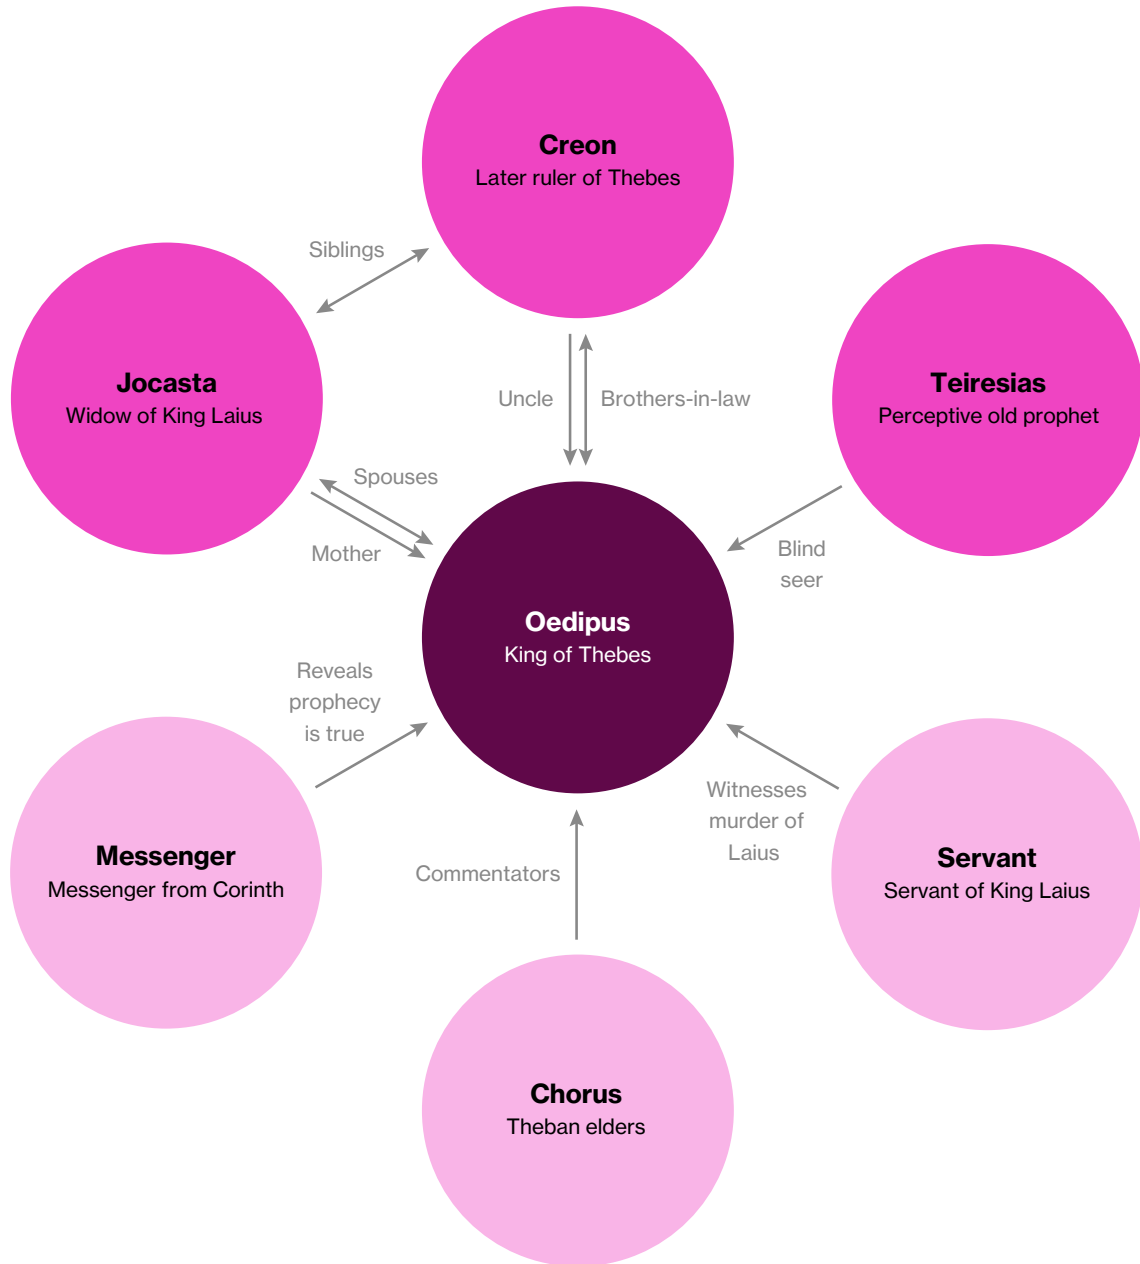 Creon
Later ruler of Thebes
Siblings
Jocasta
Widow of King Laius
Uncle
Brothers-in-law
Teiresias
Perceptive old prophet
Spouses
Mother
Blind
seer
Oedipus
King of Thebes
Reveals
prophecy
is true
Witnesses
murder of
Laius
Messenger
Messenger from Corinth
Commentators
Servant
Servant of King Laius
Chorus
Theban elders